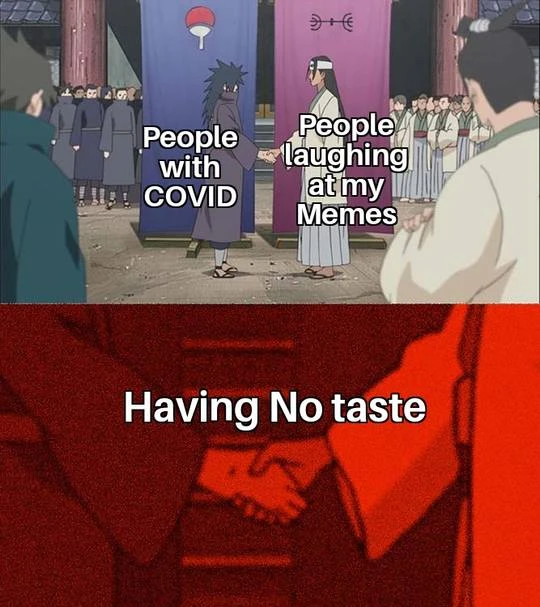 People
with
COVID
People
laughing
at my
Memes
Having No taste